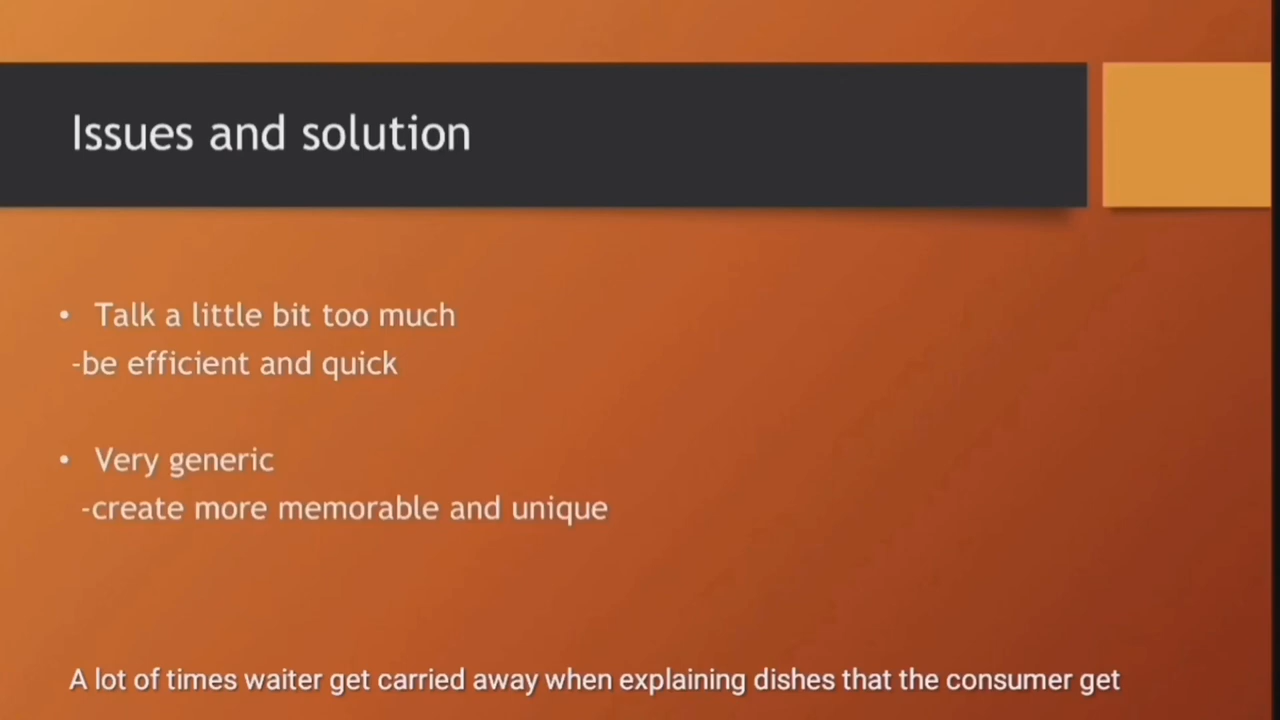 Issues and solution
• Talk a little bit too much
-be efficient and quick
• Very generic
-create more memorable and unique
A lot of times waiter get carried away when explaining dishes that the consumer get